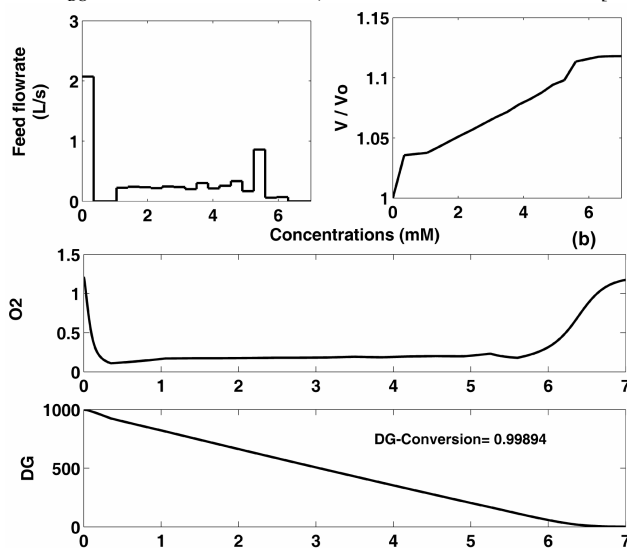 3
2
1
0
Feed flowrate
(L/s)
0 2 4 6
1.15
1.1
1.05
1
V / Vo
0 2 4 6
Concentrations (mM)
(b)
1.5
1
0.5
0
O2
0 1 2 3 4 5 6 7
1000
500
0
DG
DG-Conversion= 0.99894
0 1 2 3 4 5 6 7